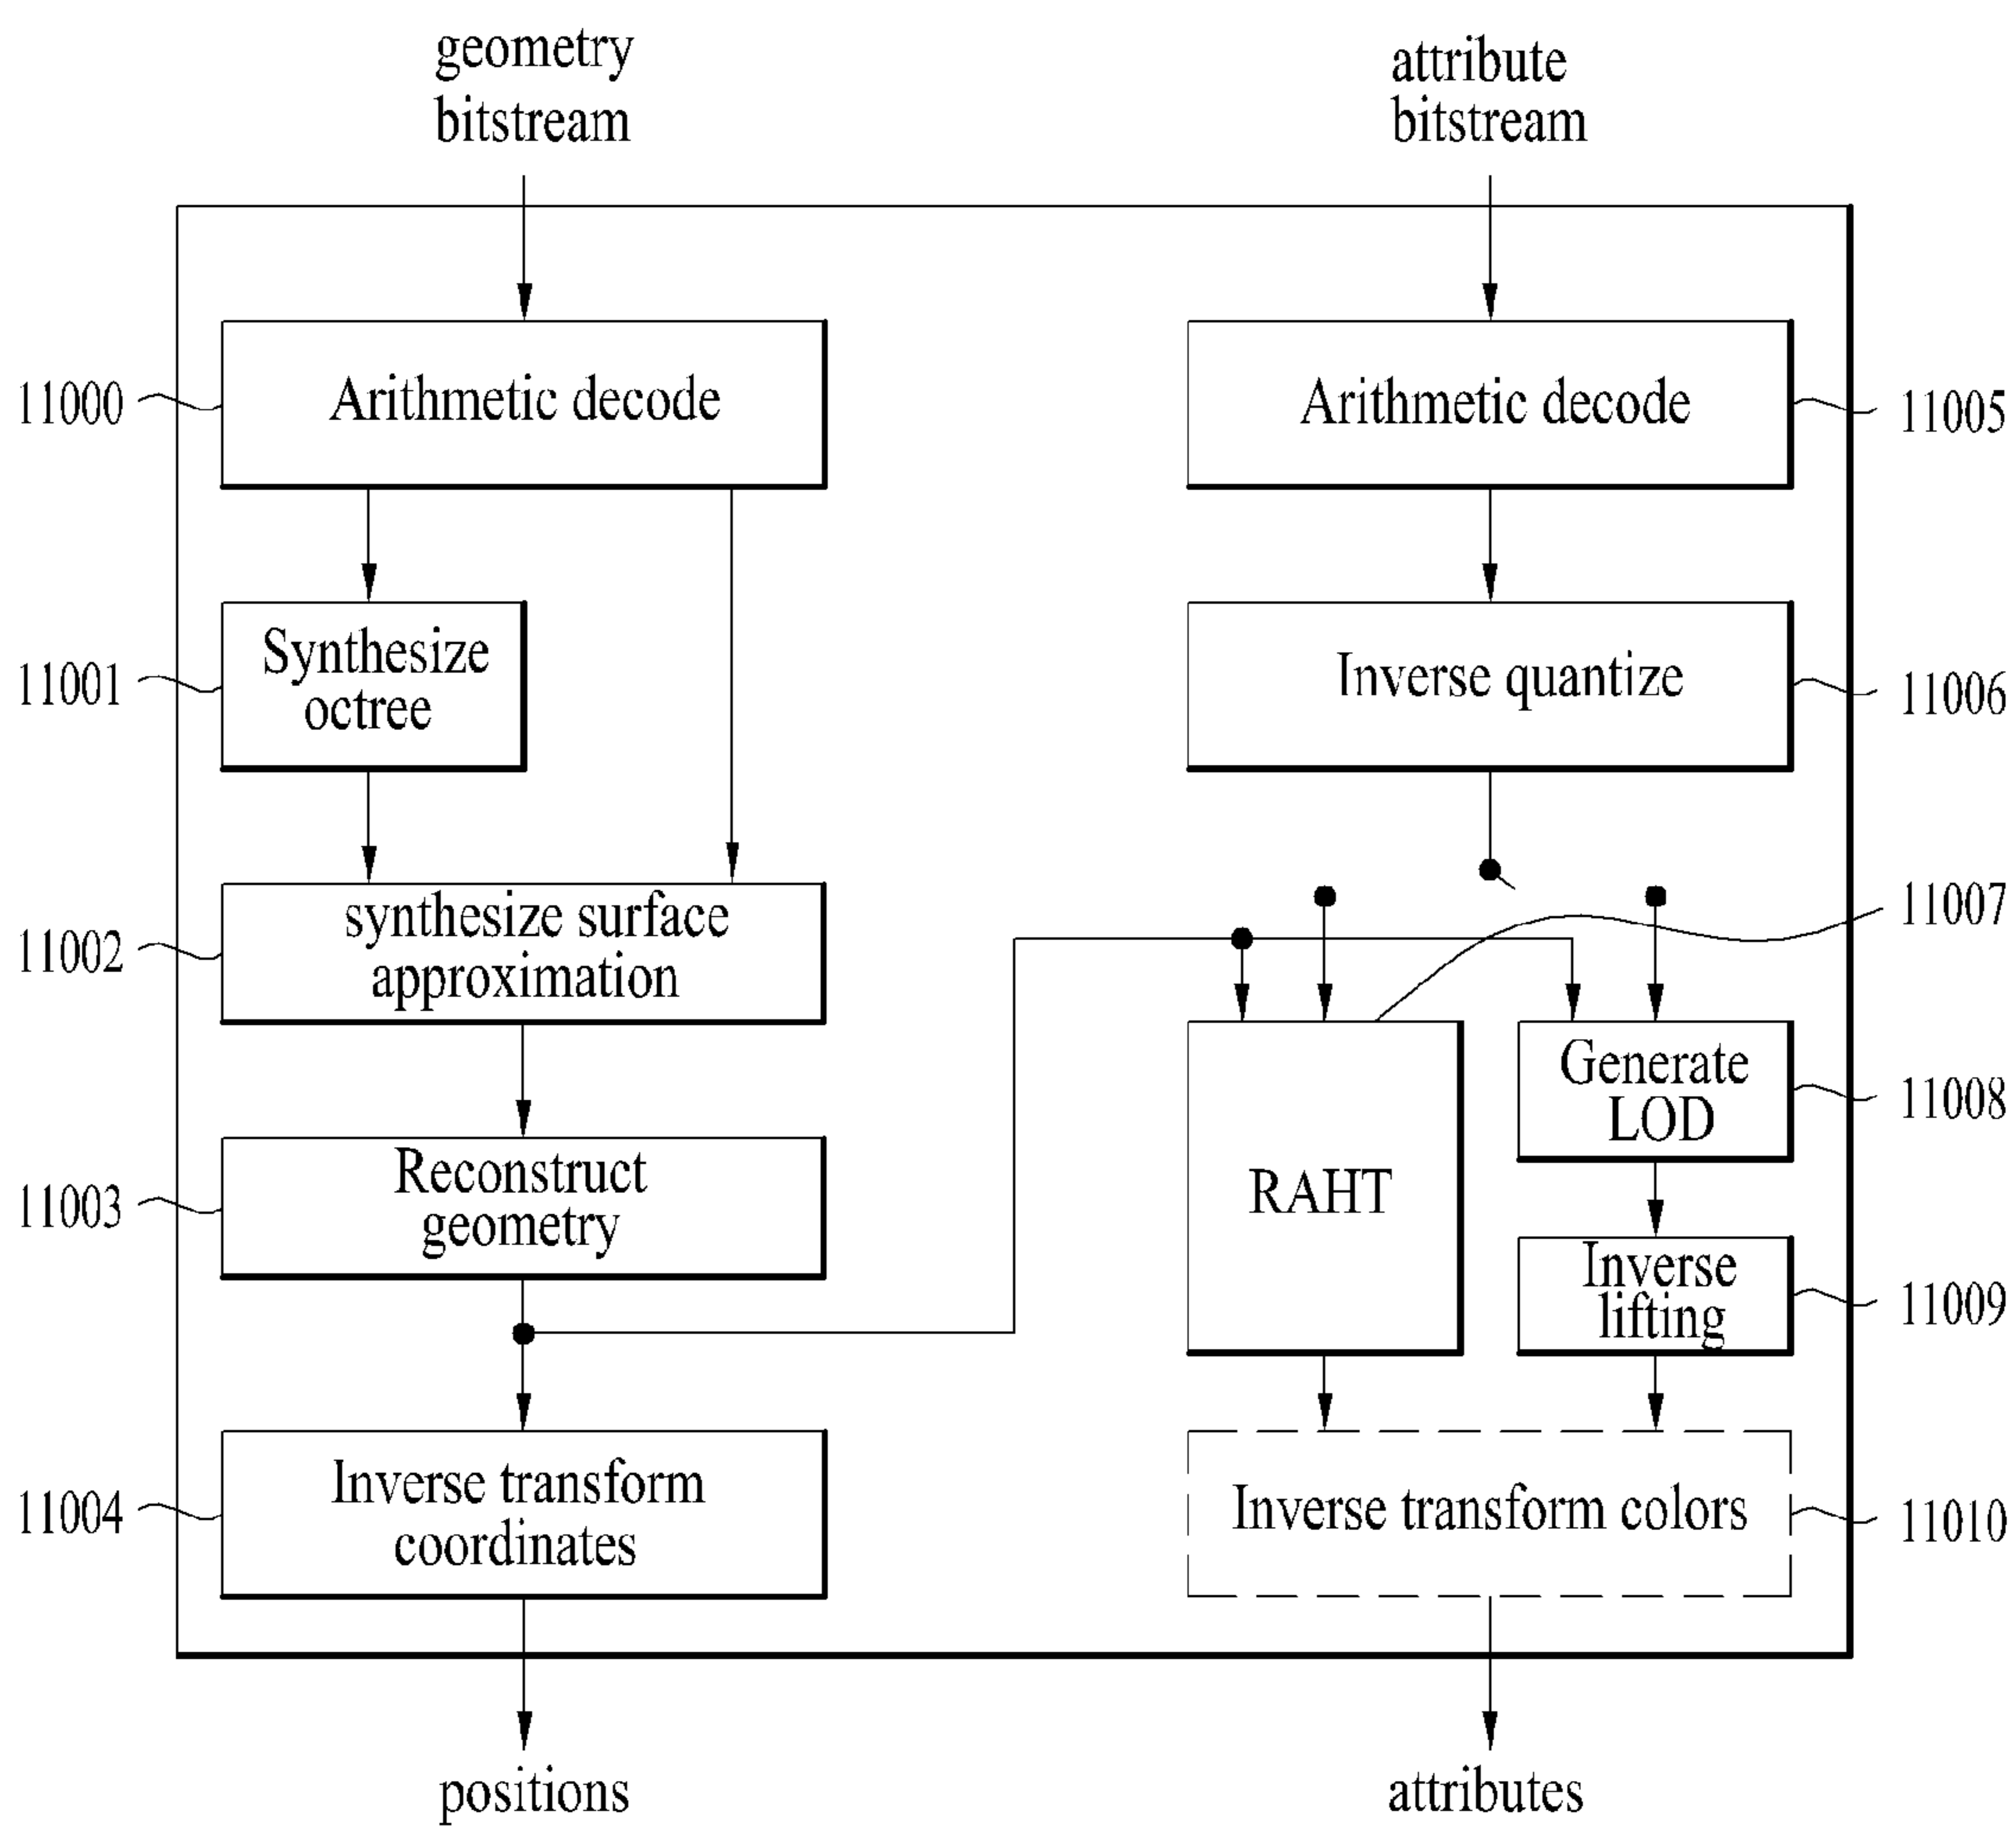 geometry
bitstream
attribute
bitstream
11000
Arithmetic decode
Arithmetic decode
11005
11001
Synthesize
octree
Inverse quantize
11006
11002
synthesize surface
approximation
11007
11003
Reconstruct
geometry
RAHT
Generate
LOD
11008
Inverse
lifting
11009
11004
Inverse transform
coordinates
Inverse transform colors
11010
positions
attributes